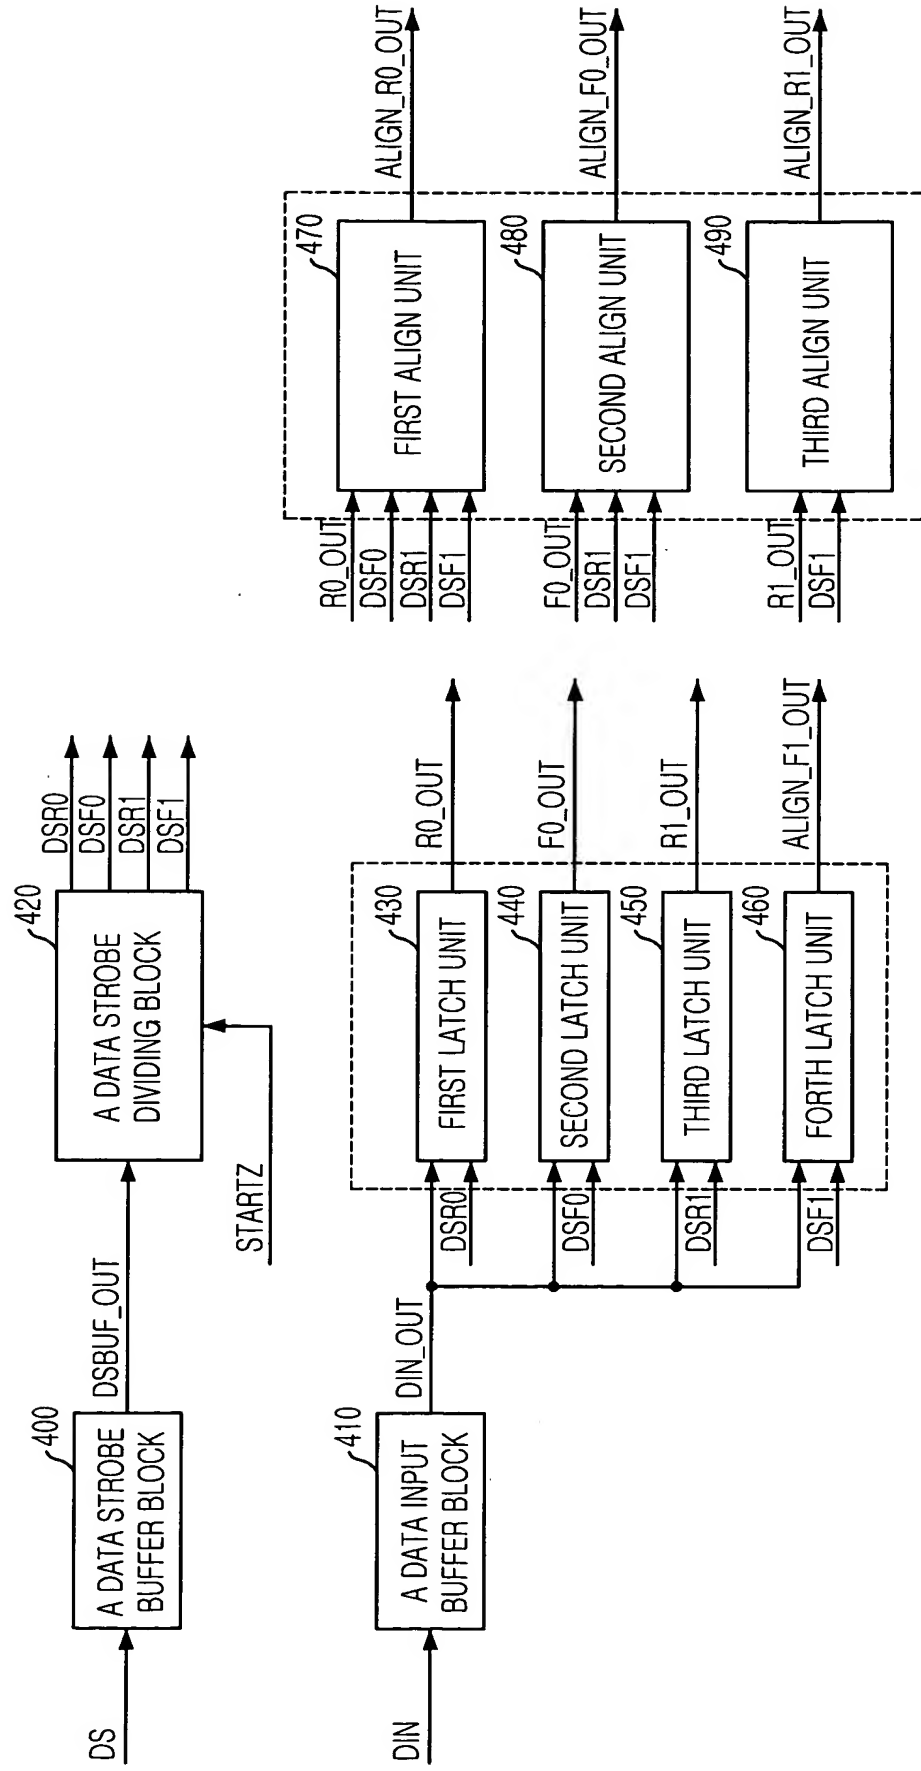 DS
400
A DATA STROBE
BUFFER BLOCK
DSBUF_OUT
STARTZ
420
A DATA STROBE
DIVIDING BLOCK
DSR0
DSF0
DSR1
DSF1
DIN
410
A DATA INPUT
BUFFER BLOCK
DIN_OUT
DSR0
430
FIRST LATCH UNIT
R0_OUT
DSF0
440
SECOND LATCH UNIT
F0_OUT
DSR1
450
THIRD LATCH UNIT
R1_OUT
DSF1
460
FORTH LATCH UNIT
ALIGN_F1_OUT
R0_OUT
DSF0
DSR1
DSF1
470
FIRST ALIGN UNIT
ALIGN_R0_OUT
F0_OUT
DSR1
DSF1
480
SECOND ALIGN UNIT
ALIGN_F0_OUT
R1_OUT
DSF1
490
THIRD ALIGN UNIT
ALIGN_R1_OUT